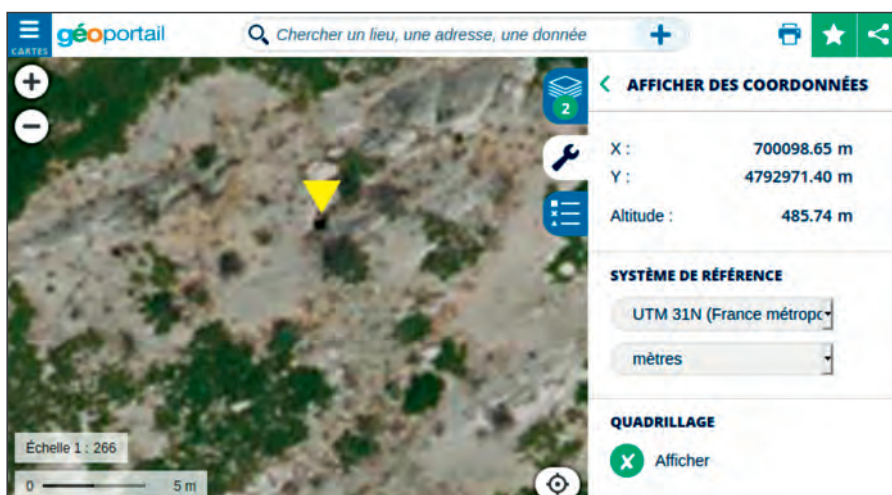 CARTES
géoportail
Chercher un lieu, une adresse, une donnée
2
AFFICHER DES COORDONNÉES
X : 700098.65 m
Y : 4792971.40 m
Altitude : 485.74 m
SYSTÈME DE RÉFÉRENCE
UTM 31N (France métropc
mètres
QUADRILLAGE
Afficher
Échelle 1 : 266
0 5 m